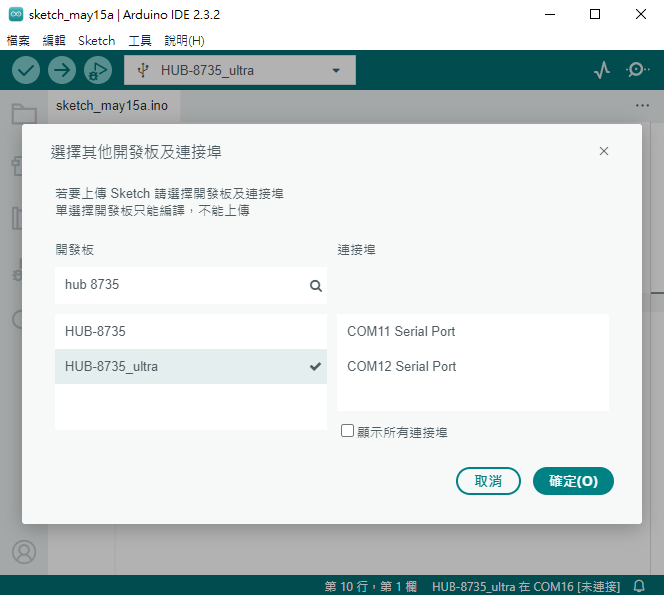 sketch_may15a | Arduino IDE 2.3.2
檔案 編輯 Sketch 工具 說明(H)
HUB-8735_ultra
sketch_may15a.ino
選擇其他開發板及連接埠
若要上傳 Sketch 請選擇開發板及連接埠
單選擇開發板只能編譯，不能上傳
開發板
連接埠
hub 8735
HUB-8735
COM11 Serial Port
HUB-8735_ultra
COM12 Serial Port
顯示所有連接埠
取消
確定(O)
第 10 行，第 1 欄 HUB-8735_ultra 在 COM16 [未連接]